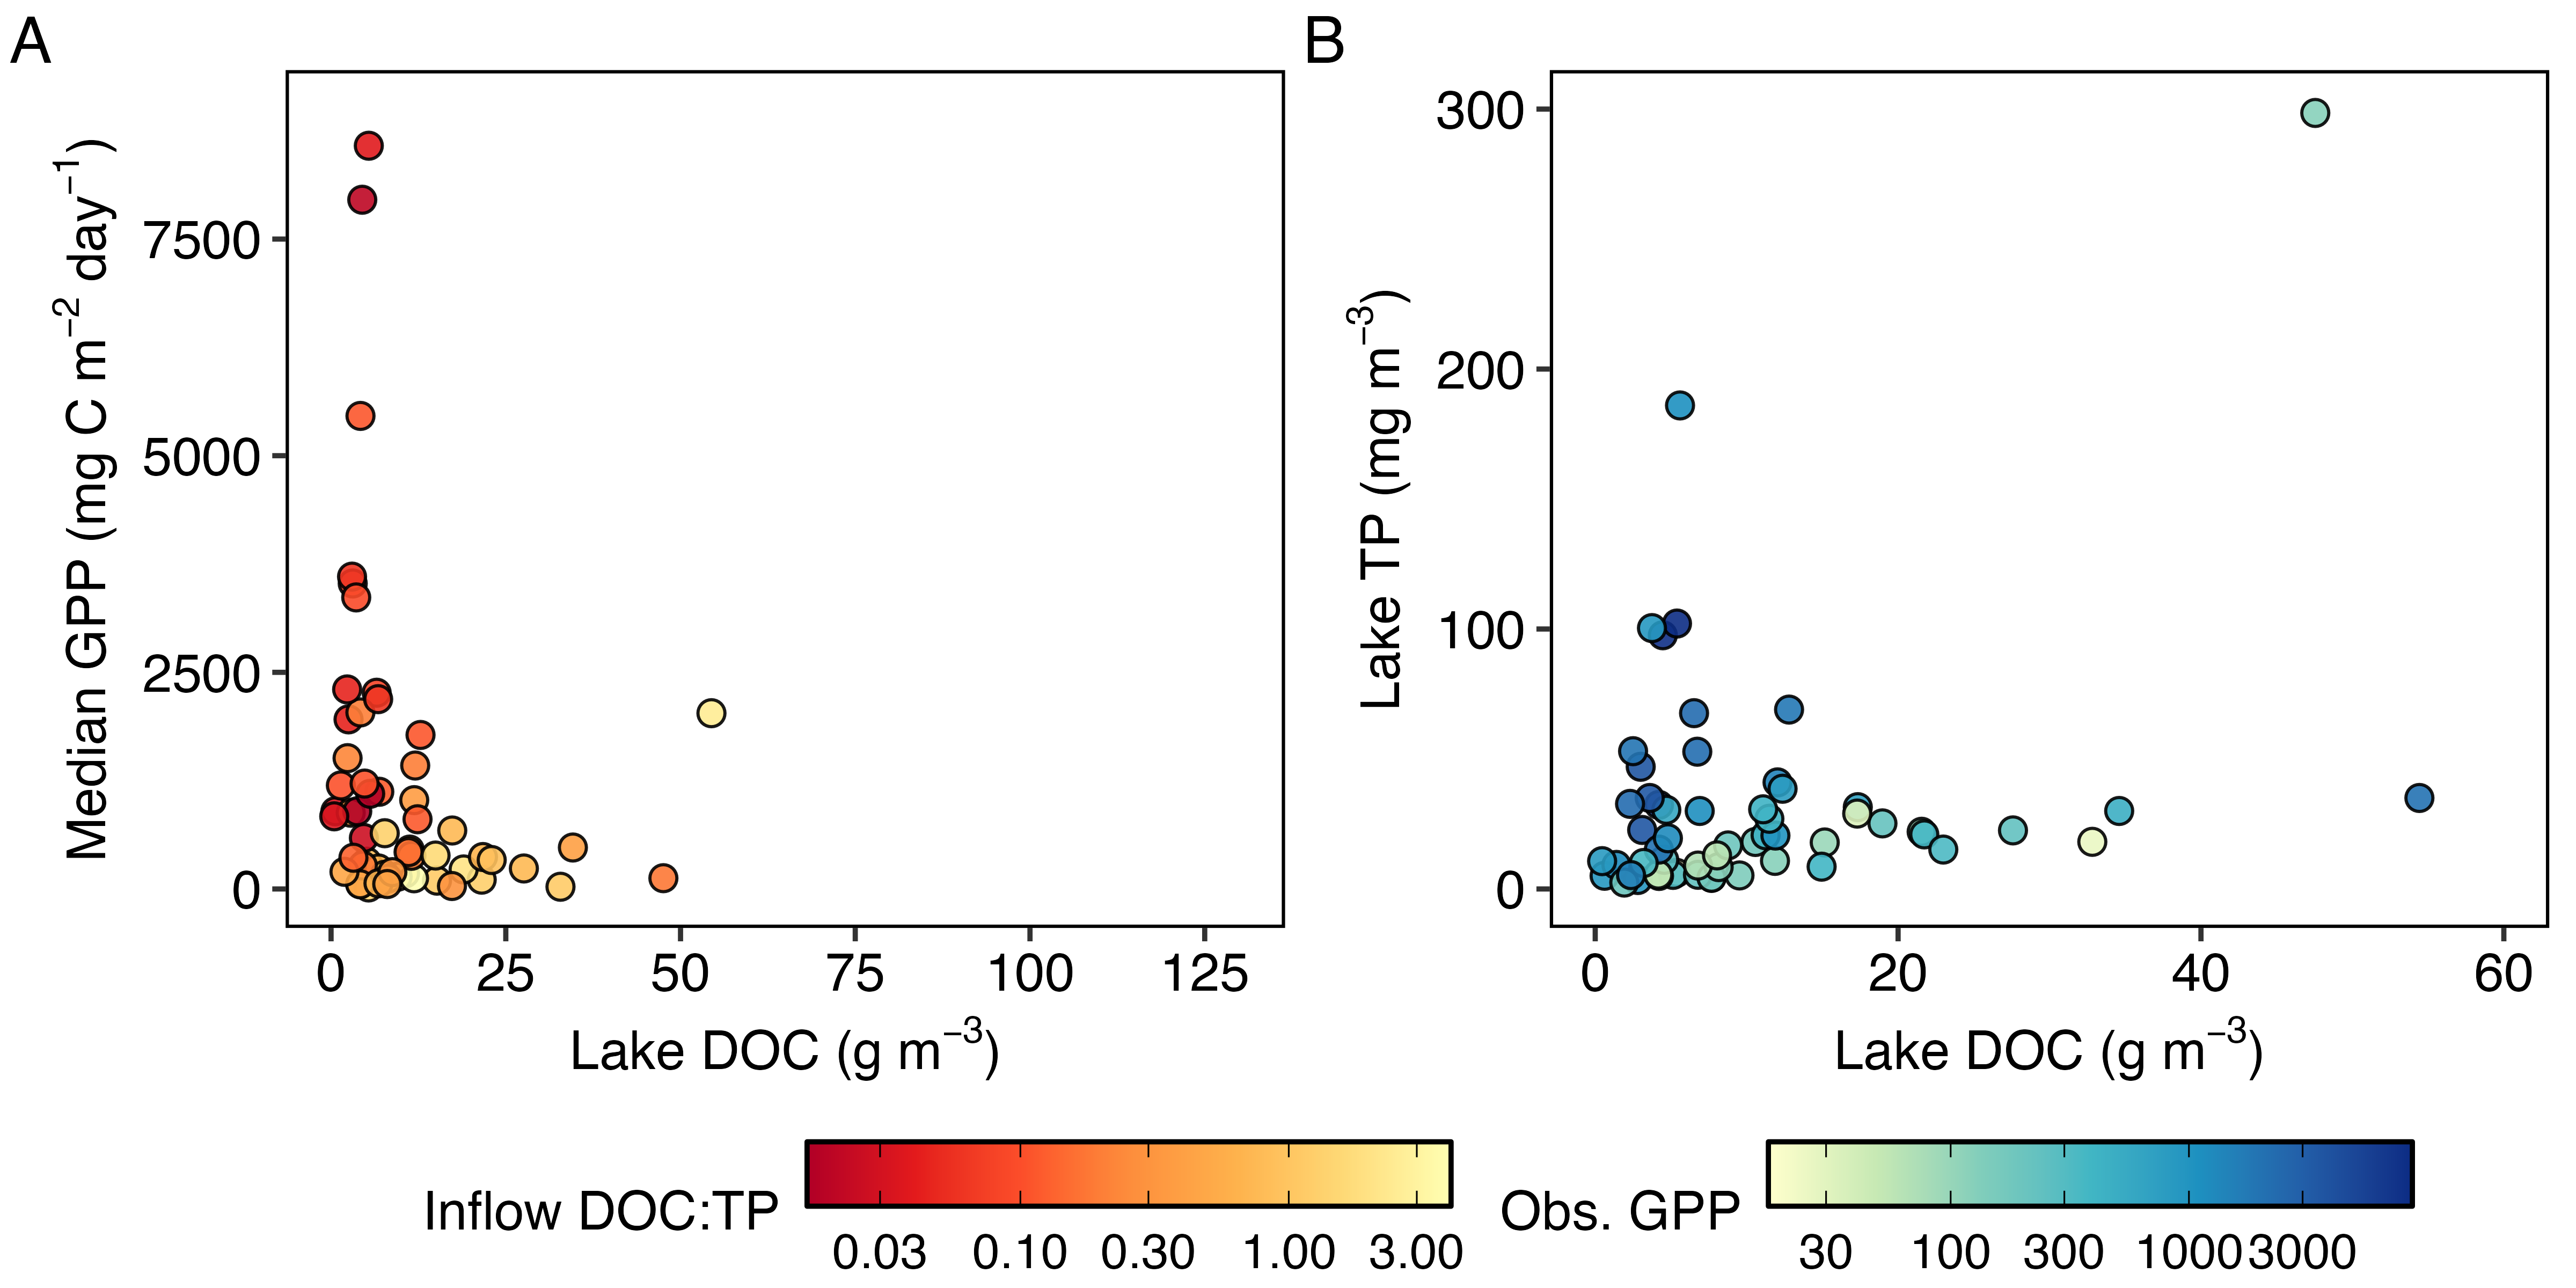 A
B
Median GPP (mg C m⁻² day⁻¹)
7500
5000
2500
0
0 25 50 75 100 125
Lake DOC (g m⁻³)
Lake TP (mg m⁻³)
300
200
100
0
0 20 40 60
Lake DOC (g m⁻³)
Inflow DOC:TP
0.03 0.10 0.30 1.00 3.00
Obs. GPP
30 100 300 1000 3000